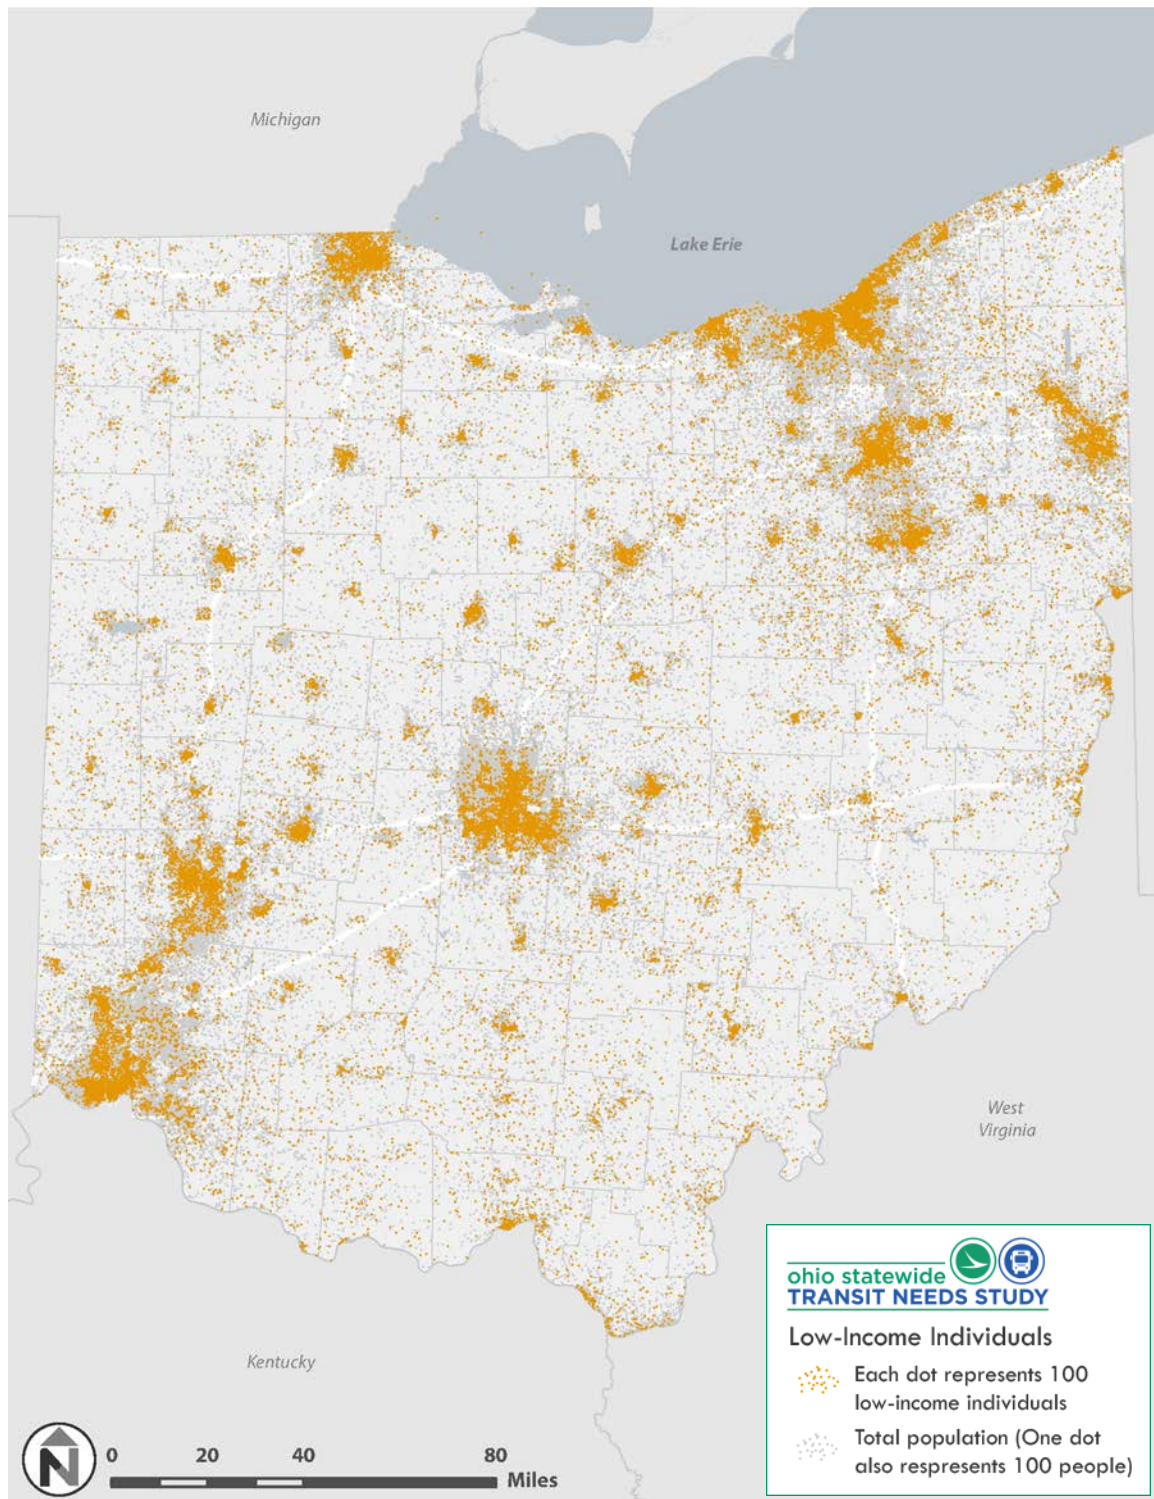 Michigan
Lake Erie
West
Virginia
Kentucky
N
0 20 40 80
Miles
ohio statewide
TRANSIT NEEDS STUDY
Low-Income Individuals
Each dot represents 100
low-income individuals
Total population (One dot
also respresents 100 people)